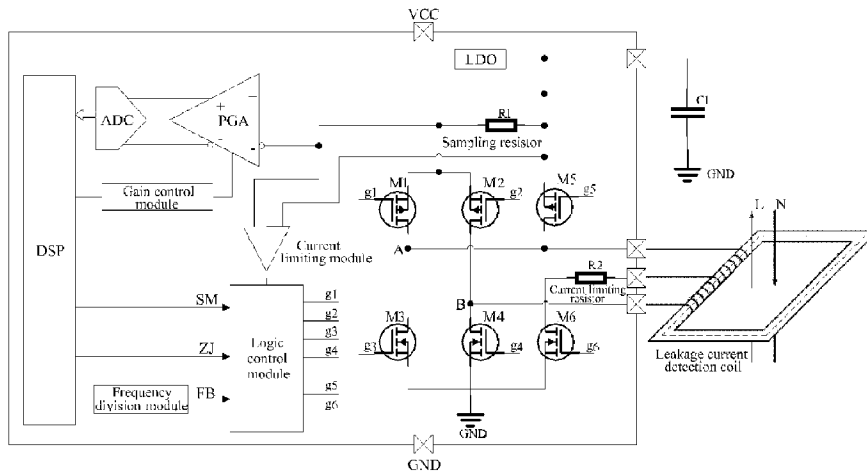 VCC
LDO
C1
GND
ADC
PGA
R1
Sampling resistor
Gain control
module
M1
M2
M5
g1
g2
g5
DSP
Current
limiting module
A
L
N
R2
Current limiting
resistor
B
SM
g1
g2
g3
g4
g5
g6
Logic
control
module
M3
M4
M6
g3
g4
g6
ZJ
Frequency
division module
FB
GND
Leakage current
detection coil
GND